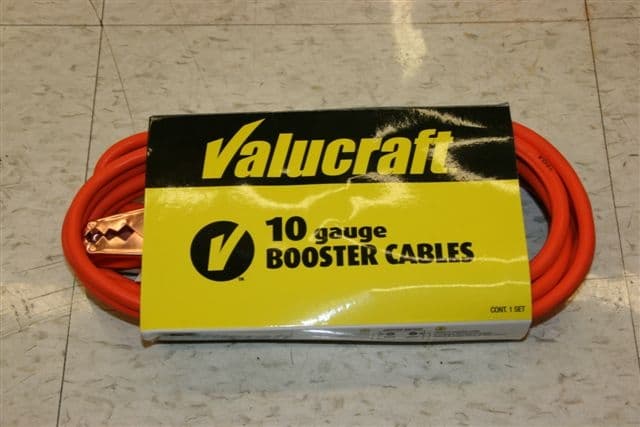 Valucraft
10 gauge
BOOSTER CABLES
CONT. 1 SET